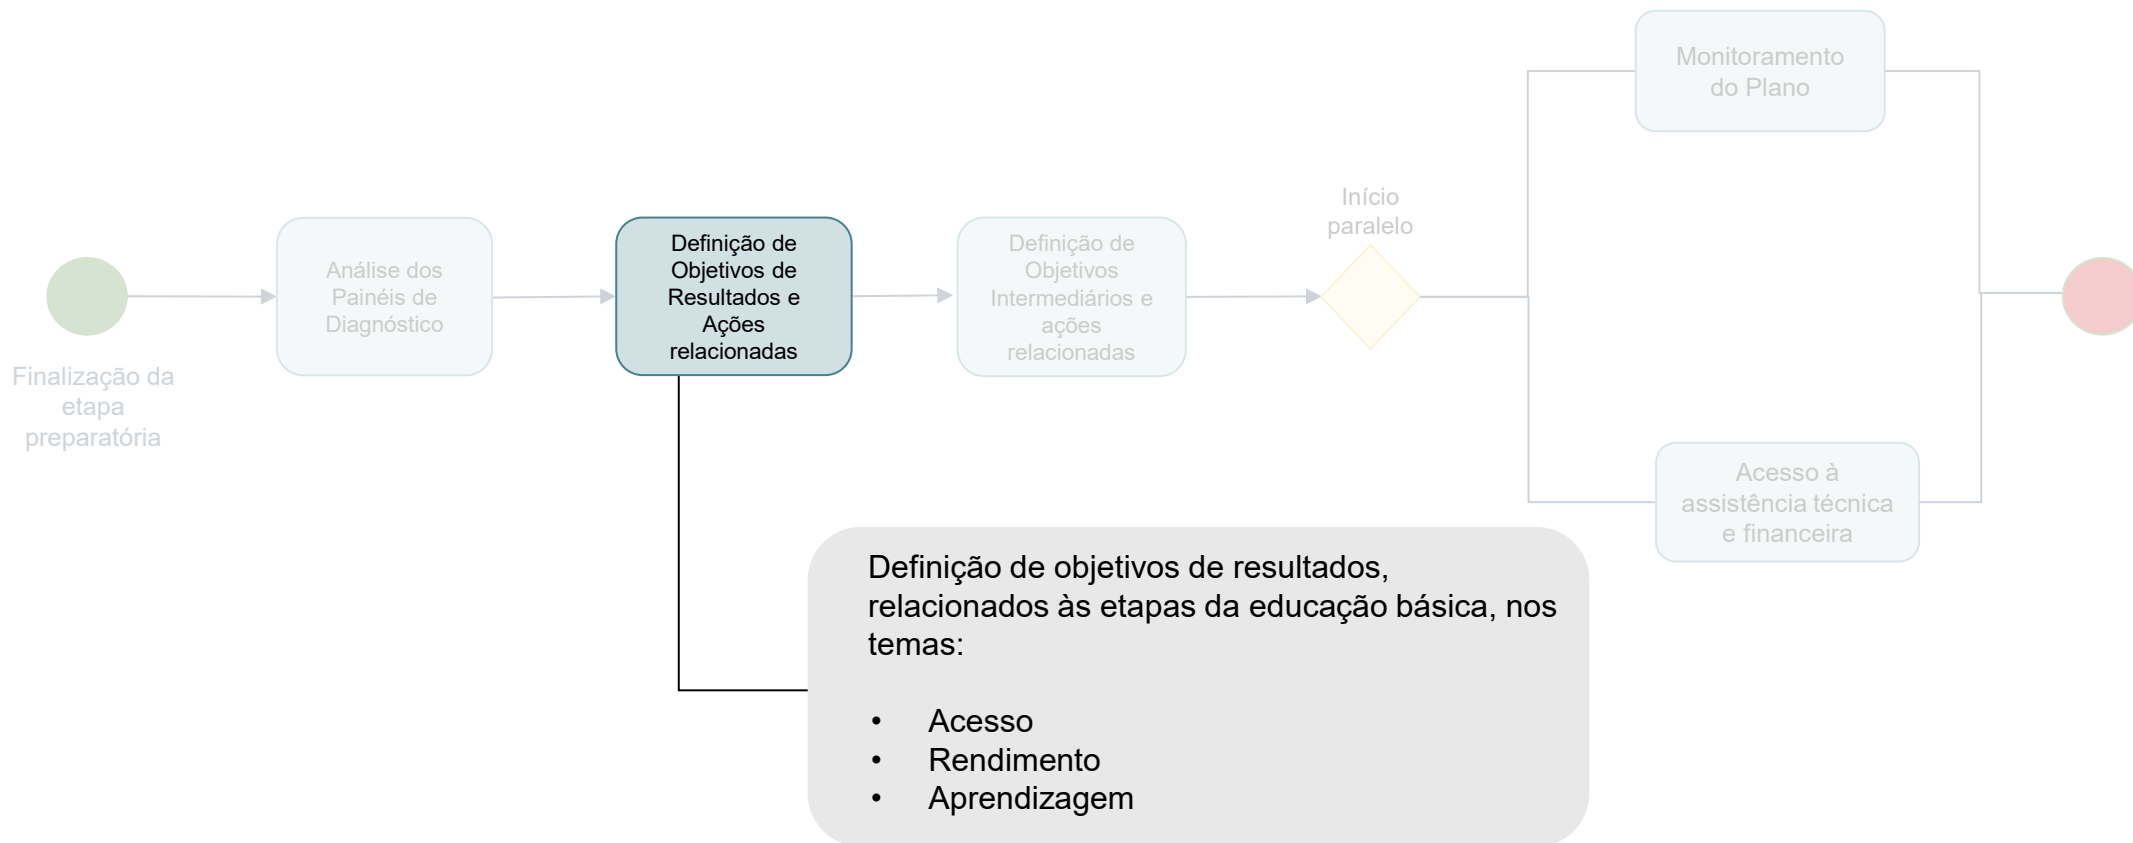 Finalização da
etapa
preparatória
Análise dos
Painéis de
Diagnóstico
Definição de
Objetivos de
Resultados e
Ações
relacionadas
Definição de
Objetivos
Intermediários e
ações
relacionadas
Início
paralelo
Monitoramento
do Plano
Acesso à
assistência técnica
e financeira
Definição de objetivos de resultados,
relacionados às etapas da educação básica, nos
temas:
• Acesso
• Rendimento
• Aprendizagem